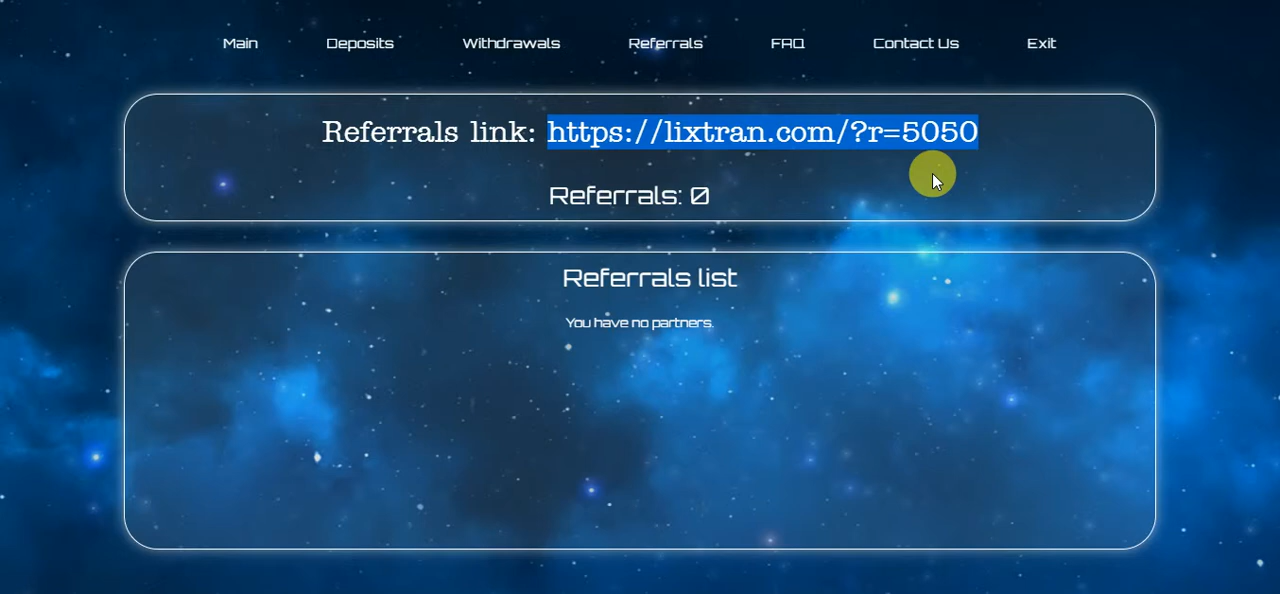 Main Deposits Withdrawals Referrals FAQ Contact Us Exit
Referrals link: https://lixtran.com/?r=5050
Referrals: 0
Referrals list
You have no partners.